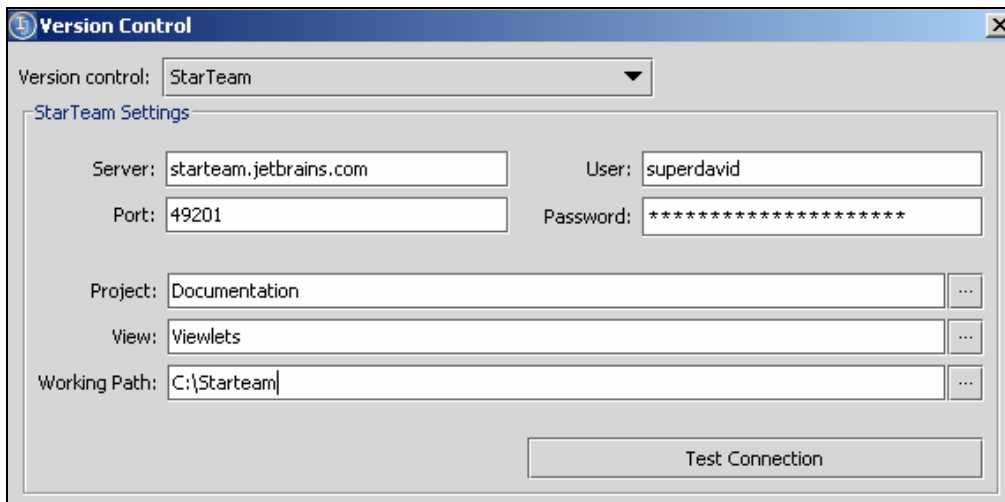 Version Control
Version control: StarTeam
StarTeam Settings
Server: starteam.jetbrains.com User: superdavid
Port: 49201 Password: *********************
Project: Documentation ...
View: Viewlets ...
Working Path: C:\Starteam ...
Test Connection